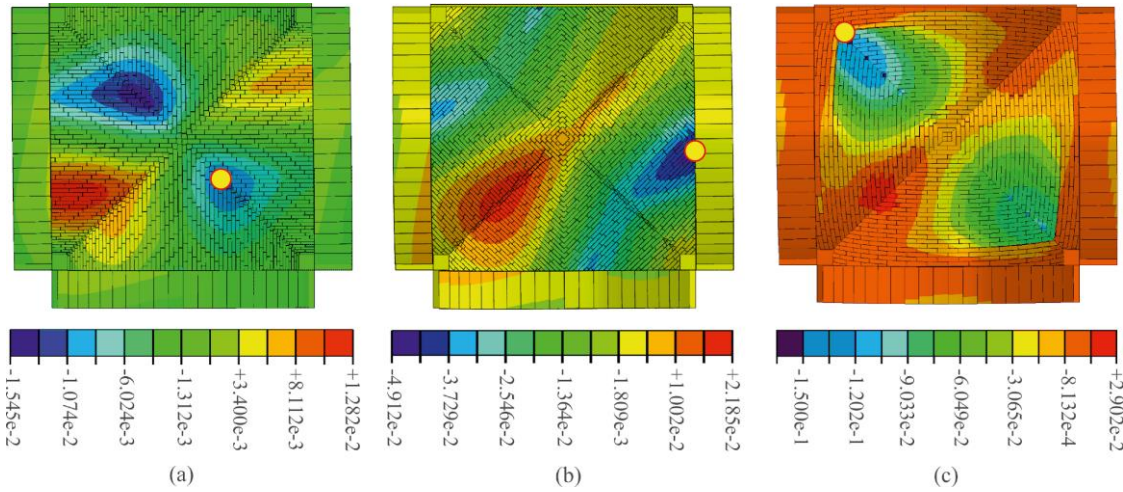 -1.545e-2 -1.074e-2 -6.024e-3 -1.312e-3 +3.400e-3 +8.112e-3 +1.282e-2
-4.912e-2 -3.729e-2 -2.546e-2 -1.364e-2 -1.809e-3 +1.002e-2 +2.185e-2
-1.500e-1 -1.202e-1 -9.033e-2 -6.049e-2 -3.065e-2 -8.132e-4 +2.902e-2
(a) (b) (c)